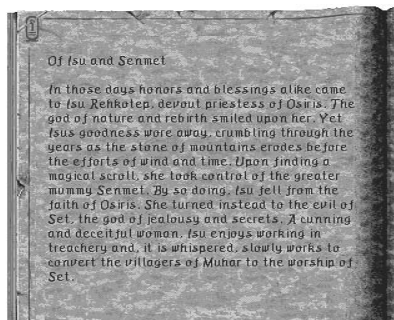 Of Isu and Senmet
In those days honors and blessings alike came
to Isu Rehkotep, devout priestess of Osiris. The
god of nature and rebirth smiled upon her. Yet
Isus goodness wore away, crumbling through the
years as the stone of mountains erodes before
the efforts of wind and time. Upon finding a
magical scroll, she took control of the greater
mummy Senmet. By so doing, Isu fell from the
faith of Osiris. She turned instead to the evil of
Set, the god of jealousy and secrets. A cunning
and deceitful woman, Isu enjoys working in
treachery and, it is whispered, slowly works to
convert the villagers of Muhar to the worship of
Set.